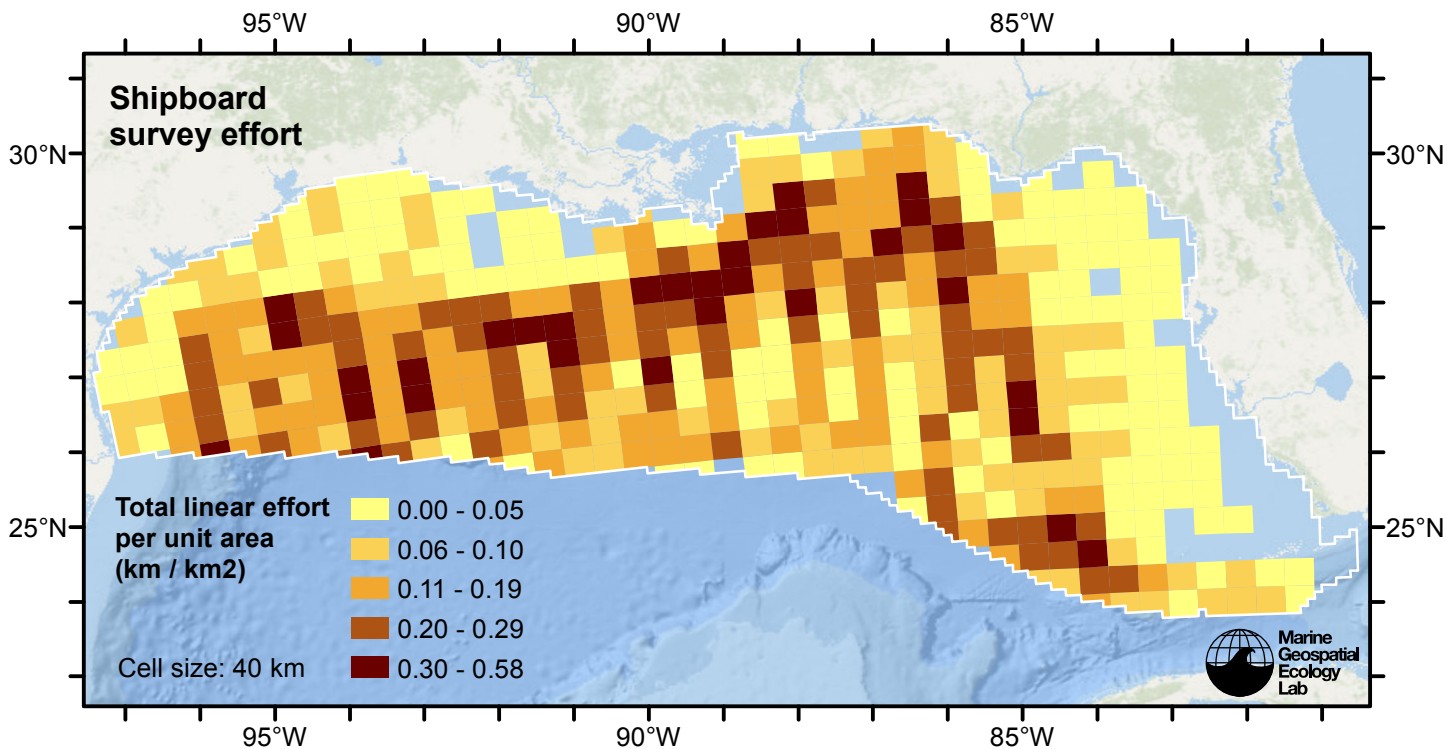 95°W 90°W 85°W
Shipboard
survey effort
30°N 30°N
25°N 25°N
Total linear effort
per unit area
(km / km2)
0.00 - 0.05
0.06 - 0.10
0.11 - 0.19
0.20 - 0.29
0.30 - 0.58
Cell size: 40 km
Marine
Geospatial
Ecology
Lab
95°W 90°W 85°W